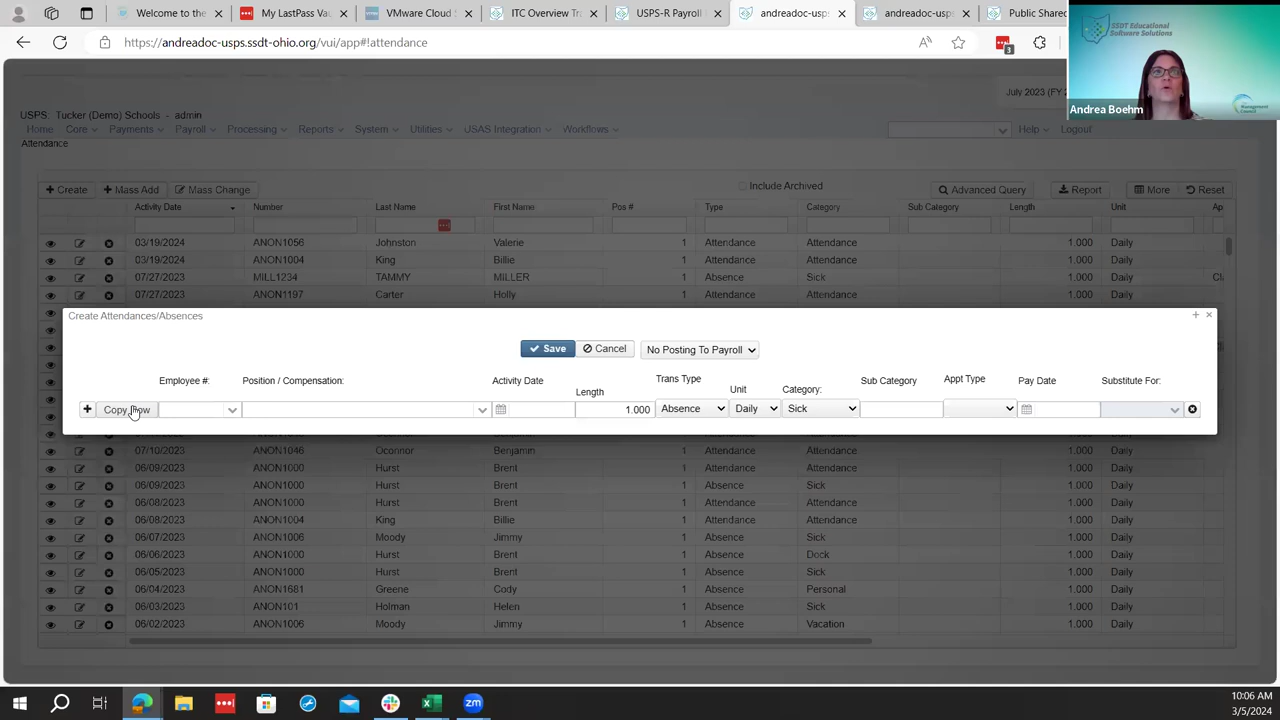 Welcome to the
My LastPass Vau
VMware Cloud S
ITC Overview Tra
USPS-R Payroll
andreadoc-usps
andreadoc-usps.
Public Shared
https://andreadoc-usps.ssdt-ohio.org/vui/app#!attendance
SSDT Educational
Software Solutions
Management
Council
Andrea Boehm
July 2023 (FY 2
USPS: Tucker (Demo) Schools - admin
Home Core Payments Payroll Processing Reports System Utilities USAS Integration Workflows Help Logout
Attendance
Create Mass Add Mass Change Include Archived Advanced Query Report More Reset
Activity Date Number Last Name First Name Pos # Type Category Sub Category Length Unit Ap
03/19/2024 ANON1056 Johnston Valerie 1 Attendance Attendance 1.000 Daily
03/19/2024 ANON1004 King Billie 1 Attendance Attendance 1.000 Daily
07/27/2023 MILL1234 TAMMY MILLER 1 Absence Sick 1.000 Daily Cl
07/27/2023 ANON1197 Carter Holly 1 Attendance Attendance 1.000 Daily
Create Attendances/Absences
Save Cancel No Posting To Payroll
Employee #: Position / Compensation: Activity Date Length Trans Type Unit Category: Sub Category Appt Type Pay Date Substitute For:
Copy Row 1.000 Absence Daily Sick
07/10/2023 ANON1046 Oconnor Benjamin 1 Attendance Attendance 1.000 Daily
06/09/2023 ANON1000 Hurst Brent 1 Attendance Attendance 1.000 Daily
06/09/2023 ANON1000 Hurst Brent 1 Absence Sick 1.000 Daily
06/08/2023 ANON1000 Hurst Brent 1 Attendance Attendance 1.000 Daily
06/08/2023 ANON1004 King Billie 1 Attendance Attendance 1.000 Daily
06/07/2023 ANON1006 Moody Jimmy 1 Absence Sick 1.000 Daily
06/06/2023 ANON1000 Hurst Brent 1 Absence Dock 1.000 Daily
06/05/2023 ANON1000 Hurst Brent 1 Absence Sick 1.000 Daily
06/04/2023 ANON1681 Greene Cody 1 Absence Personal 1.000 Daily
06/03/2023 ANON101 Holman Helen 1 Absence Sick 1.000 Daily
06/02/2023 ANON1006 Moody Jimmy 1 Absence Vacation 1.000 Daily
10:06 AM
3/5/2024